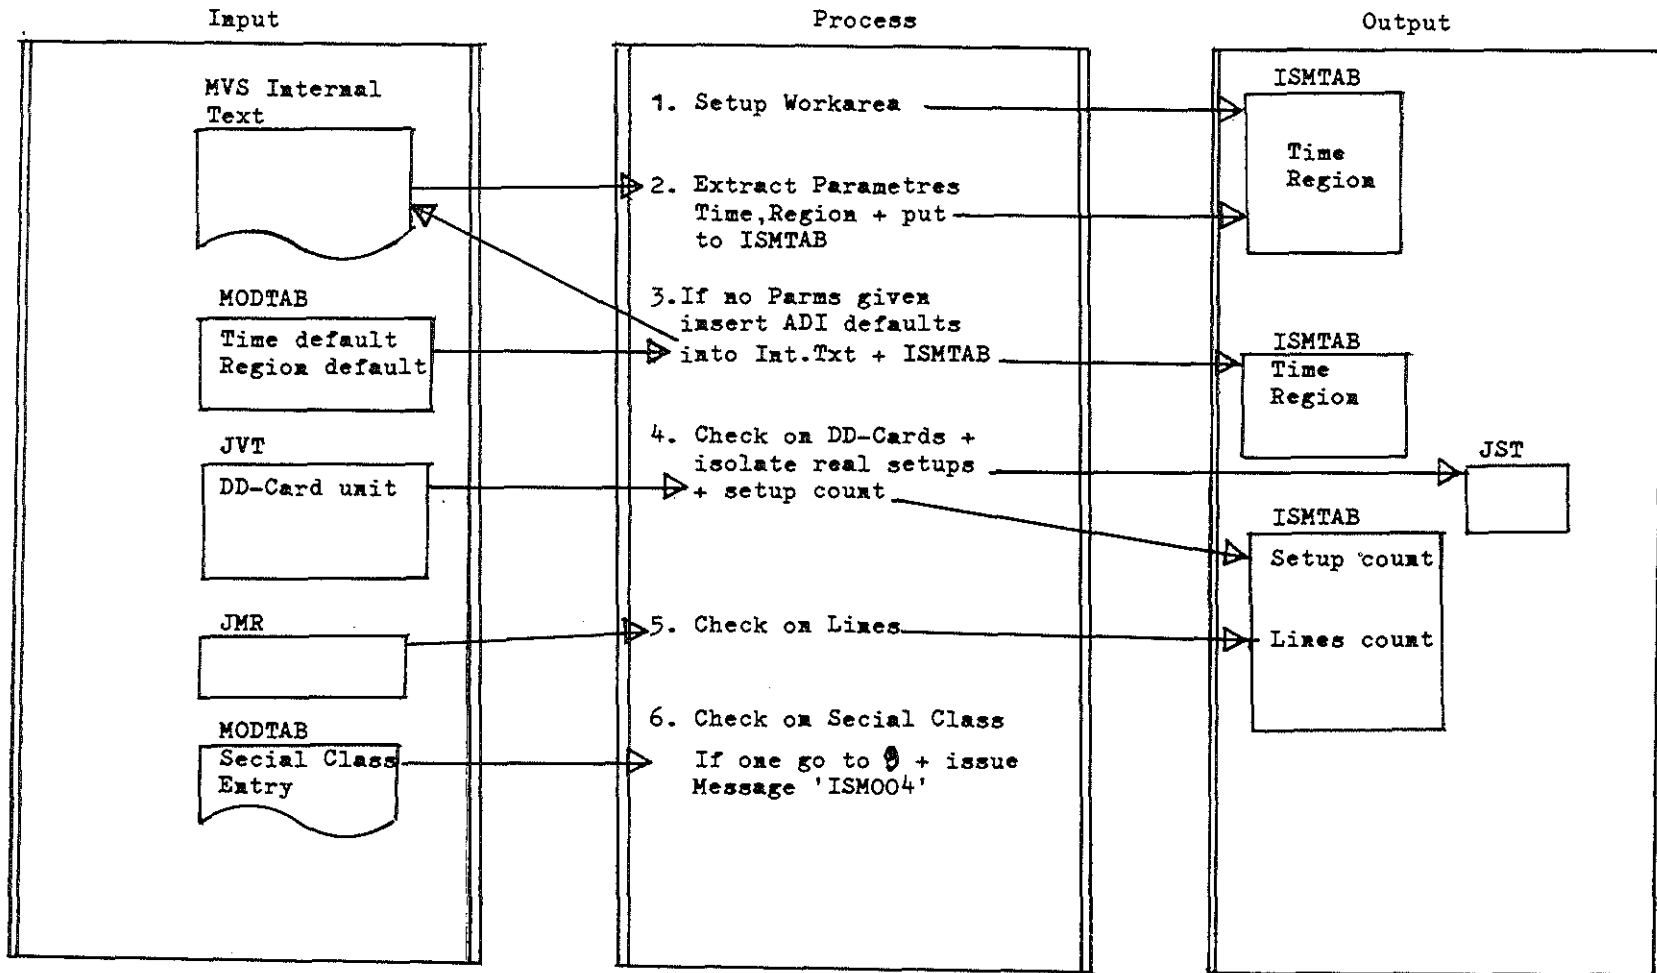 Input
Process
Output
MVS Internal
Text
MODTAB
Time default
Region default
JVT
DD-Card unit
JMR
MODTAB
Secial Class
Entry
1. Setup Workarea
2. Extract Parametres
Time,Region + put
to ISMTAB
3.If no Parms given
insert ADI defaults
into Int.Txt + ISMTAB
4. Check on DD-Cards +
isolate real setups
+ setup count
5. Check on Lines
6. Check on Secial Class
If one go to 9 + issue
Message 'ISM004'
ISMTAB
Time
Region
ISMTAB
Time
Region
JST
ISMTAB
Setup count
Lines count